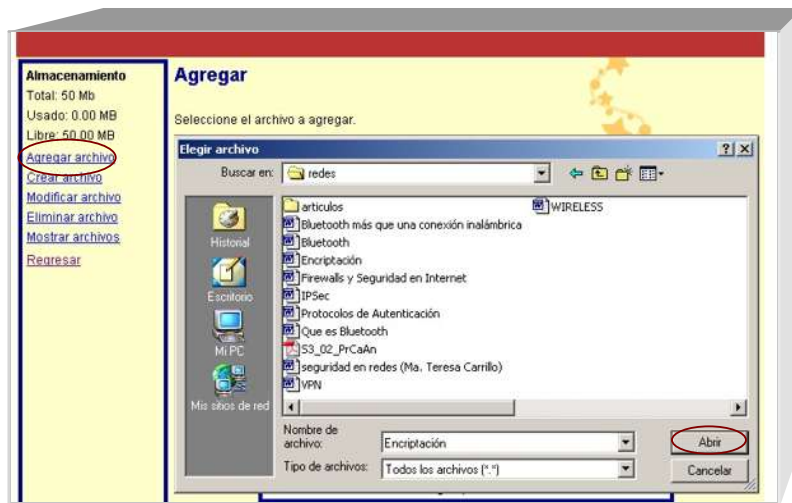 Almacenamiento
Total: 50 Mb
Usado: 0.00 MB
Libre: 50.00 MB
Agregar archivo
Crear archivo
Modificar archivo
Eliminar archivo
Mostrar archivos
Regresar
Agregar
Seleccione el archivo a agregar.
Elegir archivo
Buscar en: redes
Historial
Escritorio
Mi PC
Mis sitios de red
articulos
Bluetooth más que una conexión inalámbrica
Bluetooth
Encriptación
Firewalls y Seguridad en Internet
IPSec
Protocolos de Autenticación
Que es Bluetooth
S3_02_PrCaAn
seguridad en redes (Ma. Teresa Carrillo)
VPN
WIRELESS
Nombre de
archivo: Encriptación
Abrir
Tipo de archivos: Todos los archivos (*.*)
Cancelar